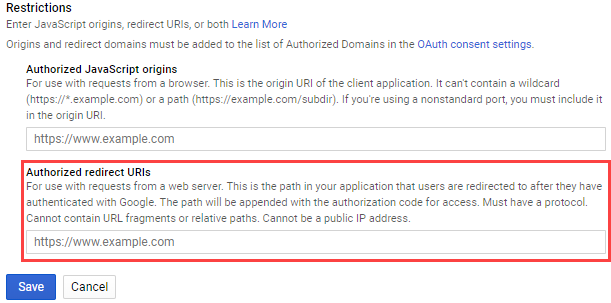 Restrictions
Enter JavaScript origins, redirect URIs, or both Learn More
Origins and redirect domains must be added to the list of Authorized Domains in the OAuth consent settings.
Authorized JavaScript origins
For use with requests from a browser. This is the origin URI of the client application. It can't contain a wildcard
(https://*.example.com) or a path (https://example.com/subdir). If you're using a nonstandard port, you must include it
in the origin URI.
https://www.example.com
Authorized redirect URIs
For use with requests from a web server. This is the path in your application that users are redirected to after they have
authenticated with Google. The path will be appended with the authorization code for access. Must have a protocol.
Cannot contain URL fragments or relative paths. Cannot be a public IP address.
https://www.example.com
Save Cancel